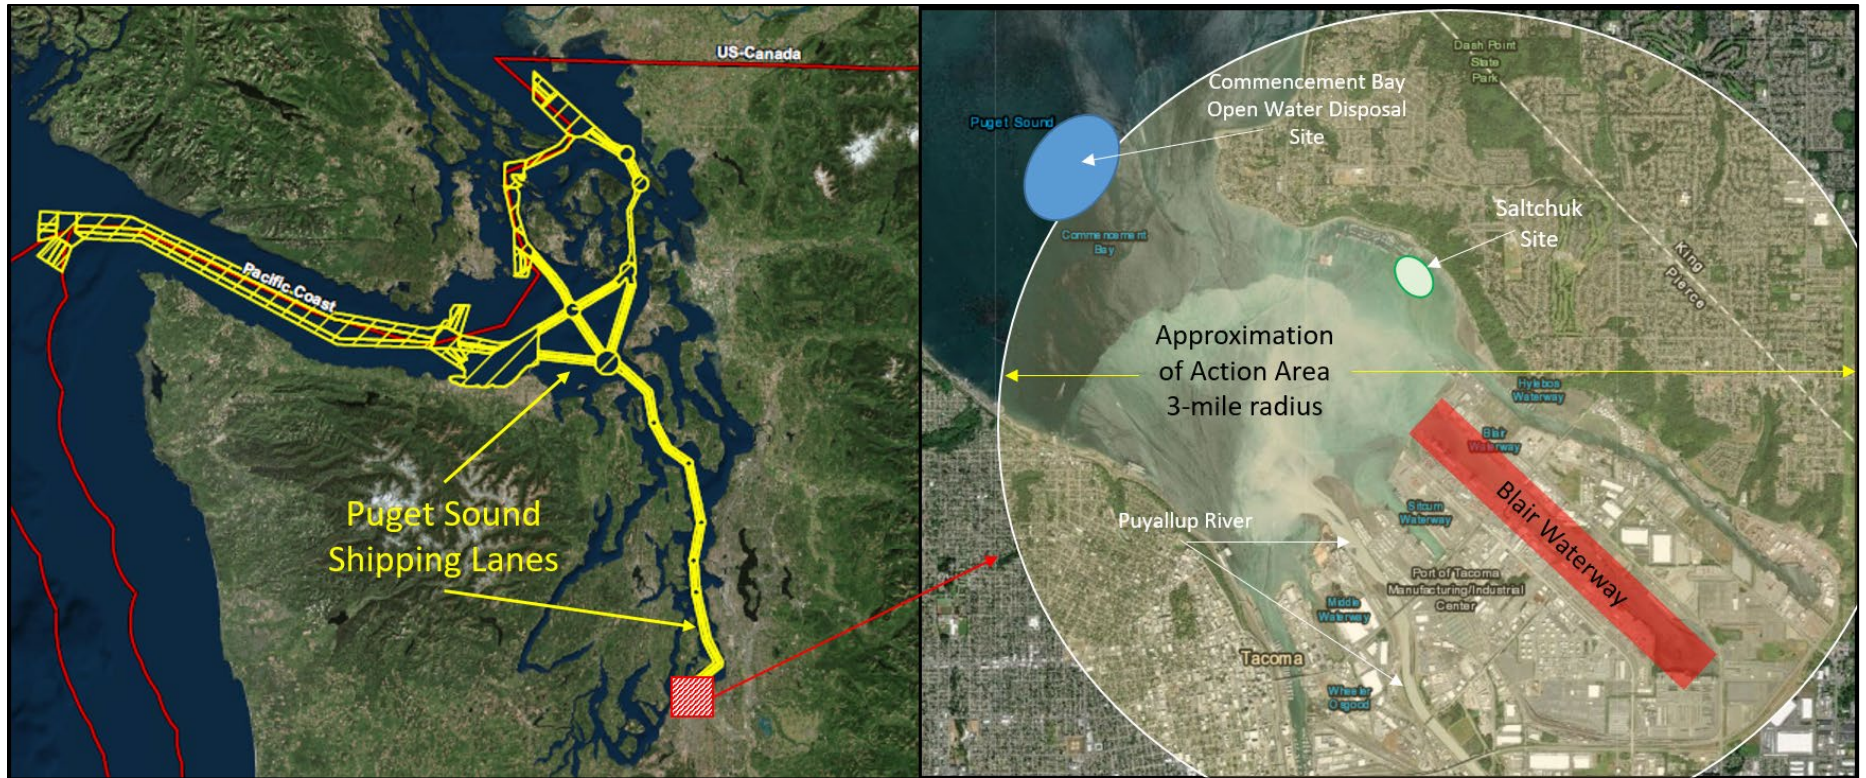 US-Canada
Pacific Coast
Puget Sound
Shipping Lanes
Dash Point
State
Park
Commencement Bay
Open Water Disposal
Site
Puget Sound
Saltchuk
Site
Commencement
Bay
King
Pierce
Approximation
of Action Area
3-mile radius
Hylebos
Waterway
Blair
Waterway
Blair Waterway
Sitcum
Waterway
Puyallup River
Port of Tacoma
Manufacturing/Industrial
Center
Middle
Waterway
Tacoma
Wheeler
Osgood